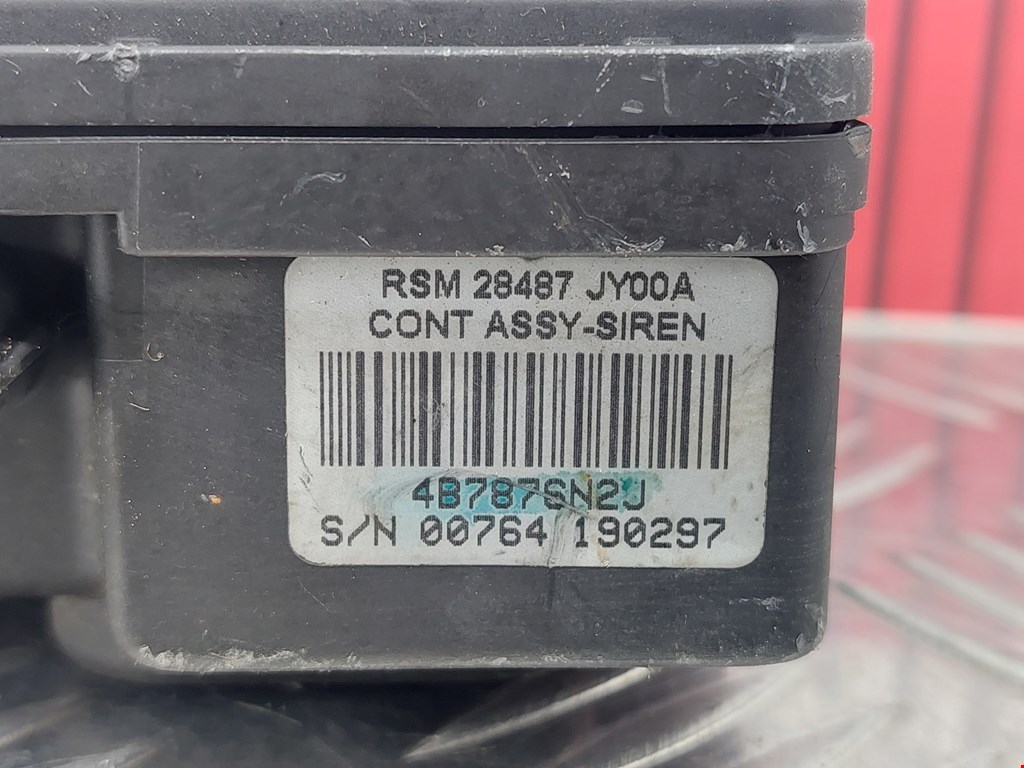 RSM 28487 JY00A
CONT ASSY-SIREN
4B787SN2J
S/N 00764 190297